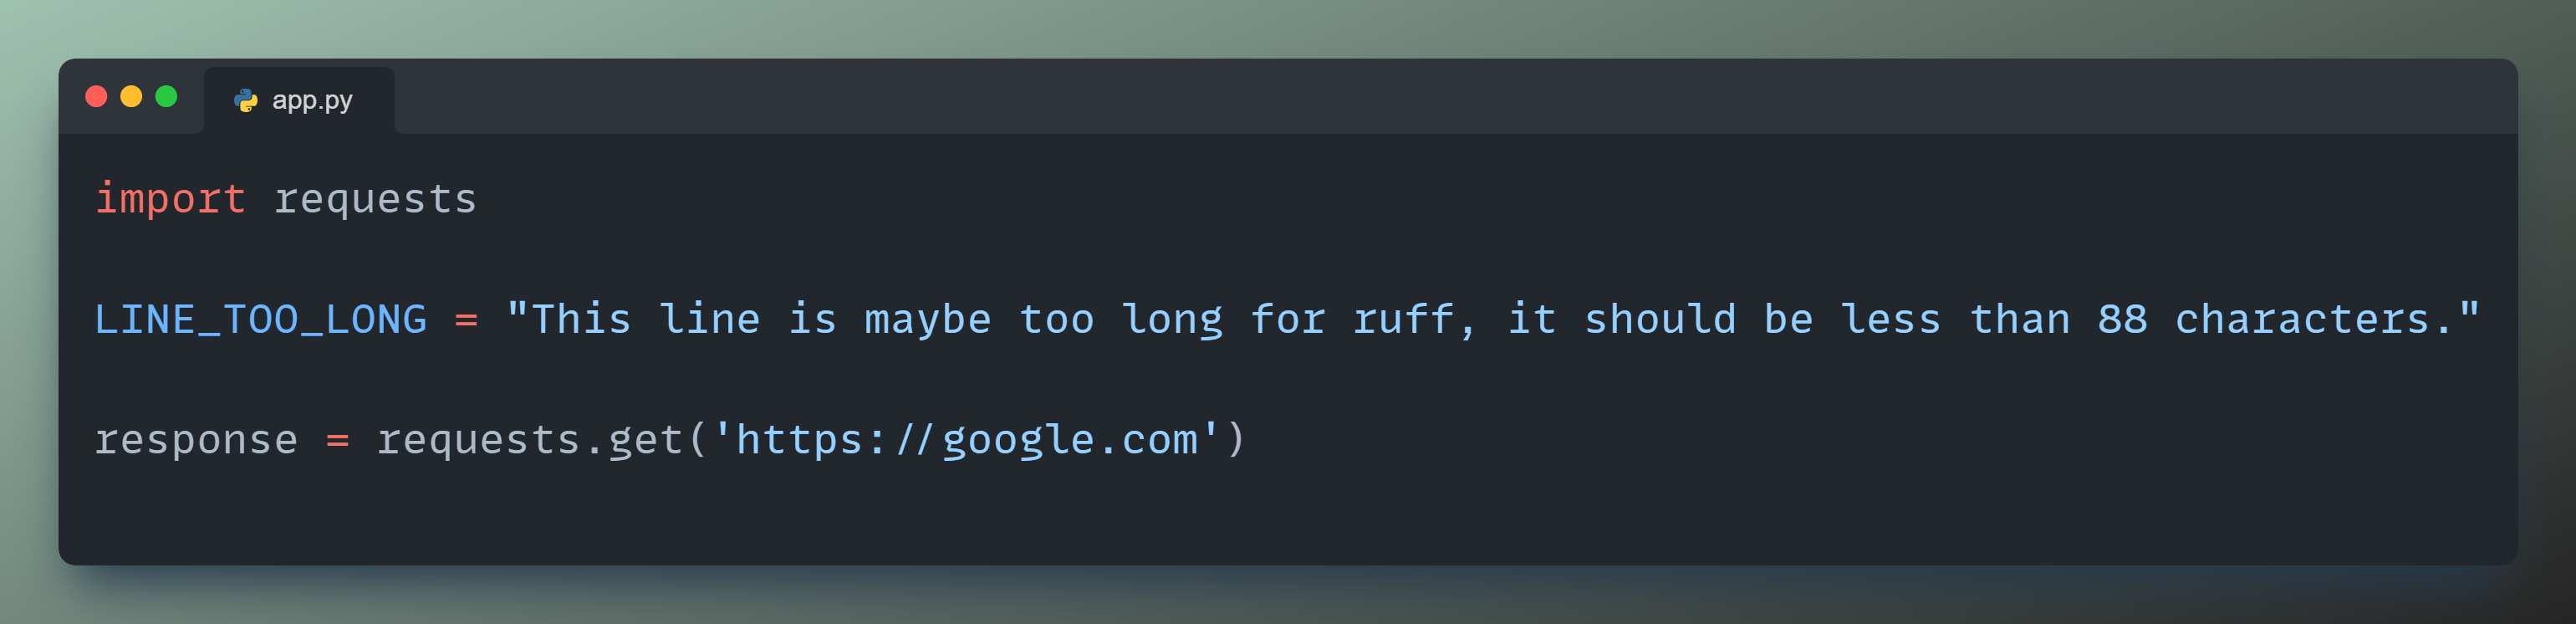 app.py
import requests
LINE_TOO_LONG = "This line is maybe too long for ruff, it should be less than 88 characters."
response = requests.get('https://google.com')